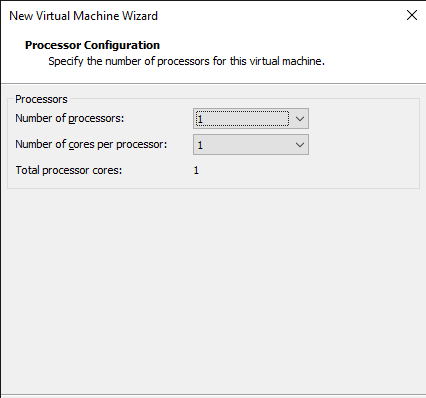 New Virtual Machine Wizard
Processor Configuration
Specify the number of processors for this virtual machine.
Processors
Number of processors: 1
Number of cores per processor: 1
Total processor cores: 1